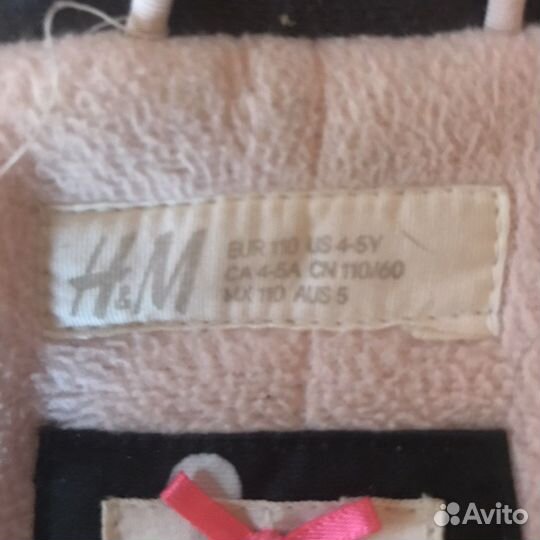 H&M
EUR 110 US 4-5Y
CA 4-5A CN 110/60
MX 110 AUS 5
Avito